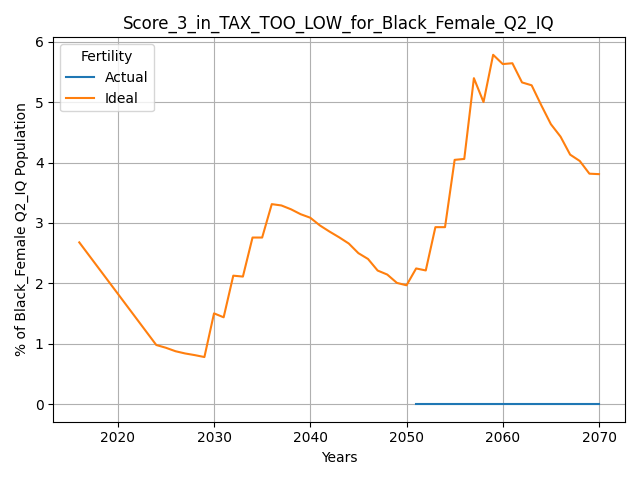 Score_3_in_TAX_TOO_LOW_for_Black_Female_Q2_IQ
Fertility
Actual
Ideal
% of Black_Female Q2_IQ Population
6
5
4
3
2
1
0
2020 2030 2040 2050 2060 2070
Years